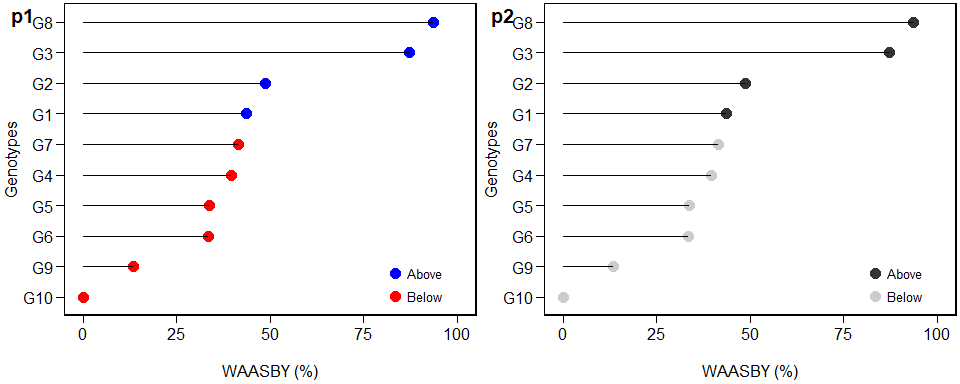 p1
G8
G3
G2
G1
G7
G4
G5
G6
G9
G10
Genotypes
Above
Below
0 25 50 75 100
WAASBY (%)
p2
G8
G3
G2
G1
G7
G4
G5
G6
G9
G10
Genotypes
Above
Below
0 25 50 75 100
WAASBY (%)